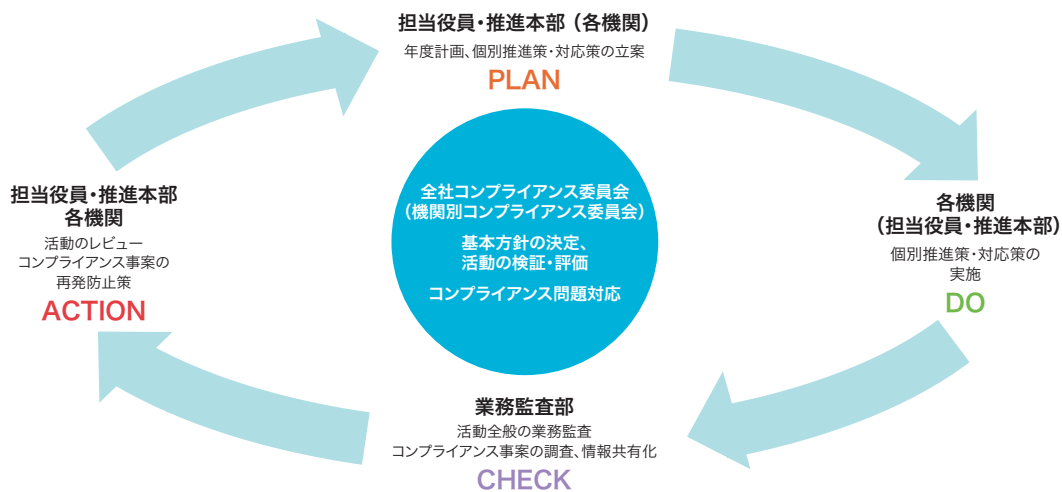 担当役員・推進本部（各機関）
年度計画、個別推進策・対応策の立案
PLAN
全社コンプライアンス委員会
（機関別コンプライアンス委員会）
基本方針の決定、
活動の検証・評価
コンプライアンス問題対応
各機関
（担当役員・推進本部）
個別推進策・対応策の
実施
DO
業務監査部
活動全般の業務監査
コンプライアンス事案の調査、情報共有化
CHECK
担当役員・推進本部
各機関
活動のレビュー
コンプライアンス事案の
再発防止策
ACTION